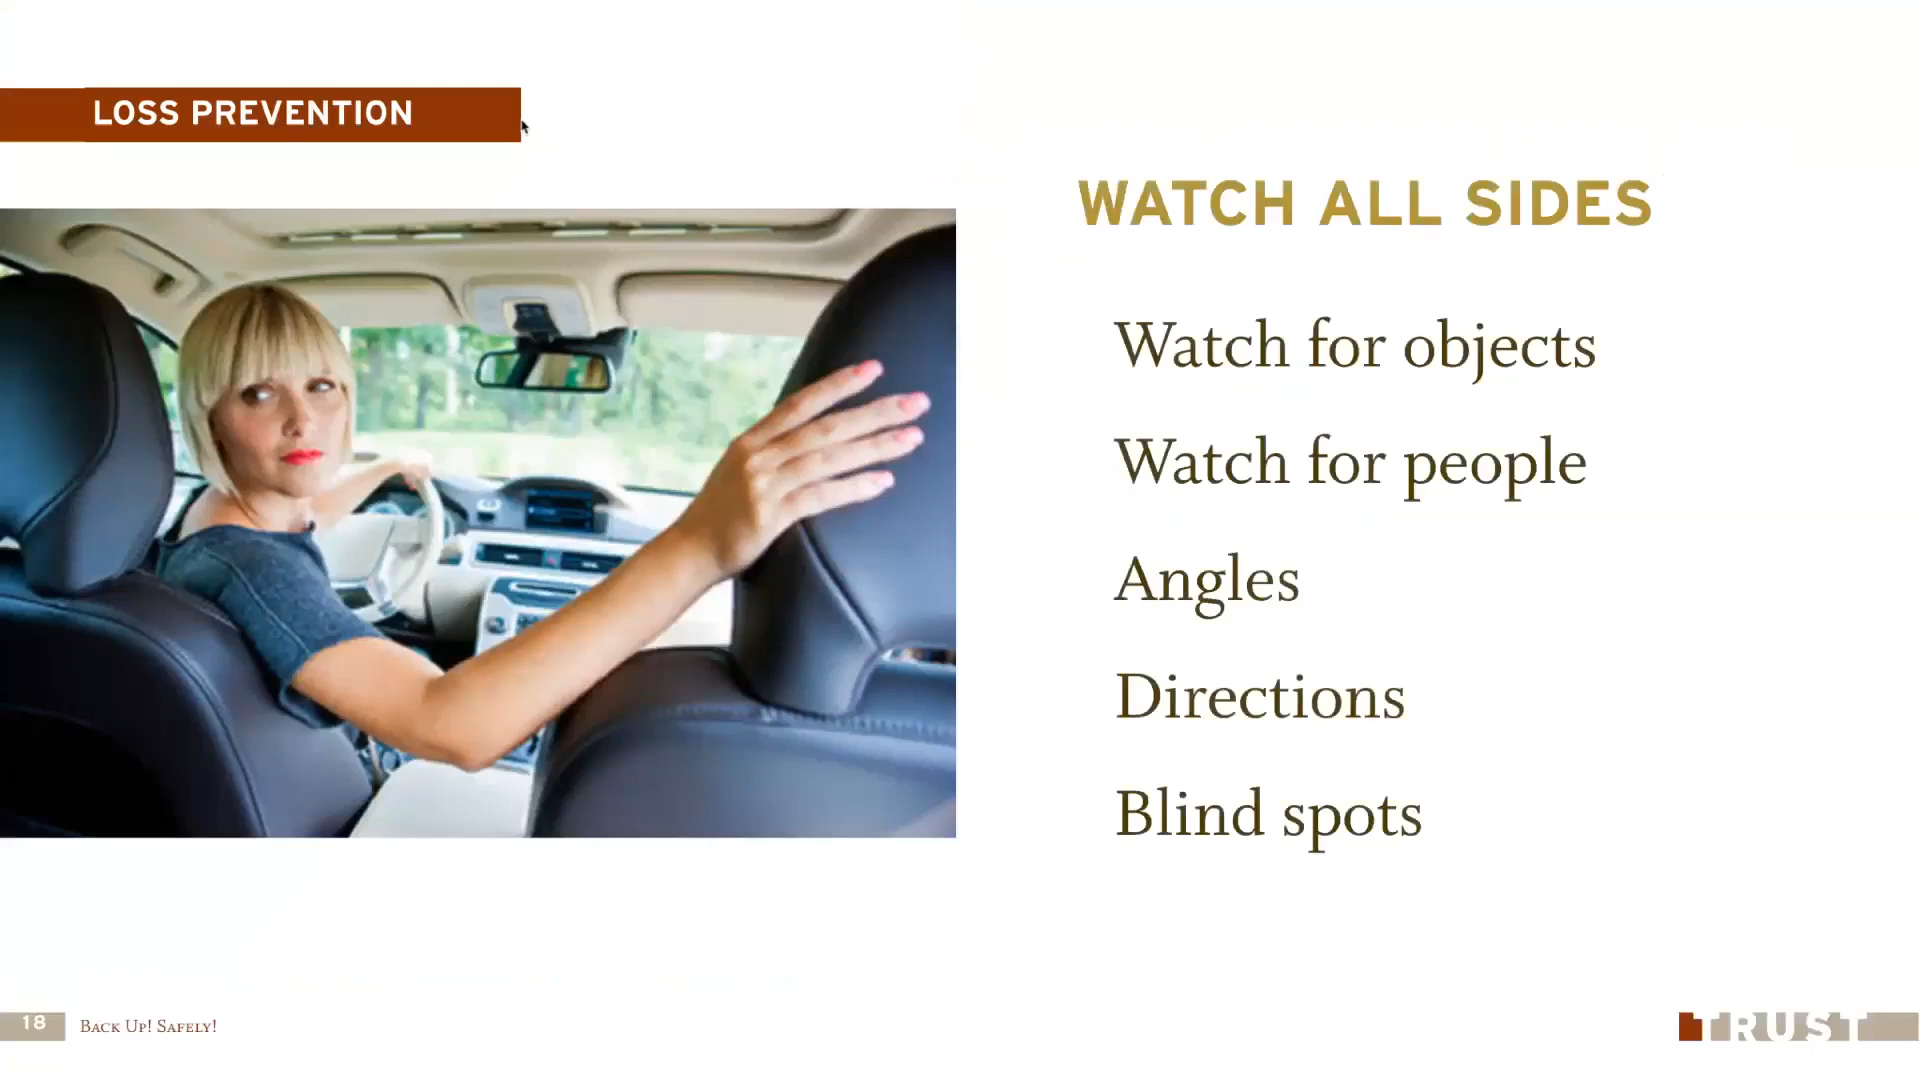 LOSS PREVENTION
WATCH ALL SIDES
Watch for objects
Watch for people
Angles
Directions
Blind spots
18
Back Up! Safely!
TRUST